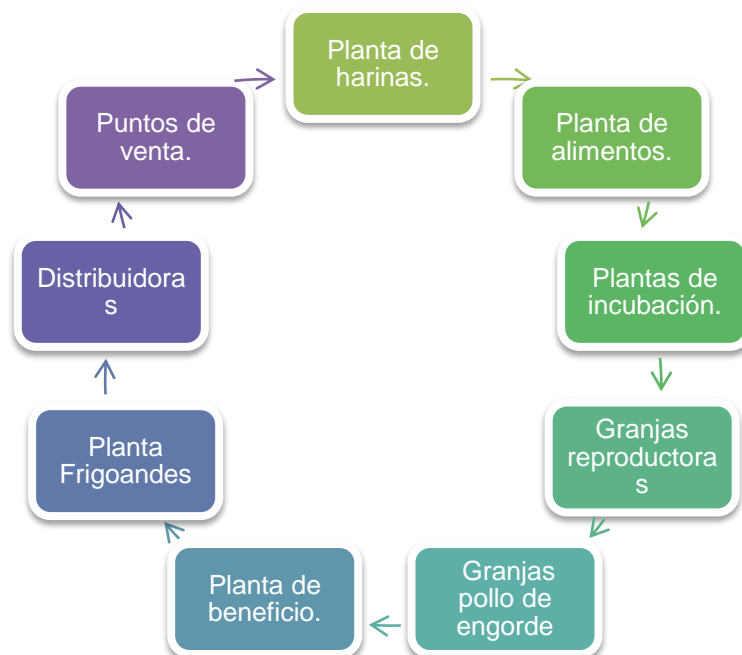 Planta de
harinas.
Planta de
alimentos.
Plantas de
incubación.
Granjas
reproductora
s
Granjas
pollo de
engorde
Planta de
beneficio.
Planta
Frigoandes
Distribuidora
s
Puntos de
venta.